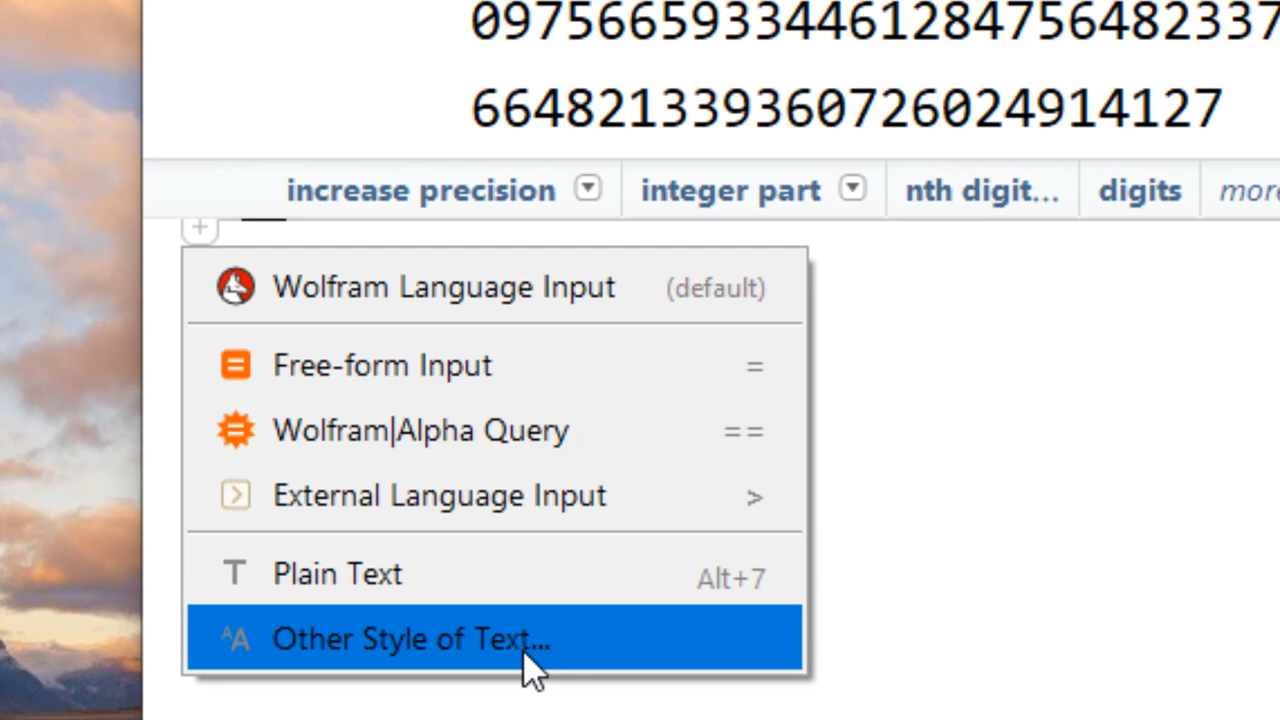 09756659334461284756482337
664821339360726024914127
increase precision integer part nth digit... digits more
+
Wolfram Language Input (default)
Free-form Input =
Wolfram|Alpha Query ==
External Language Input >
T Plain Text Alt+7
AA Other Style of Text...